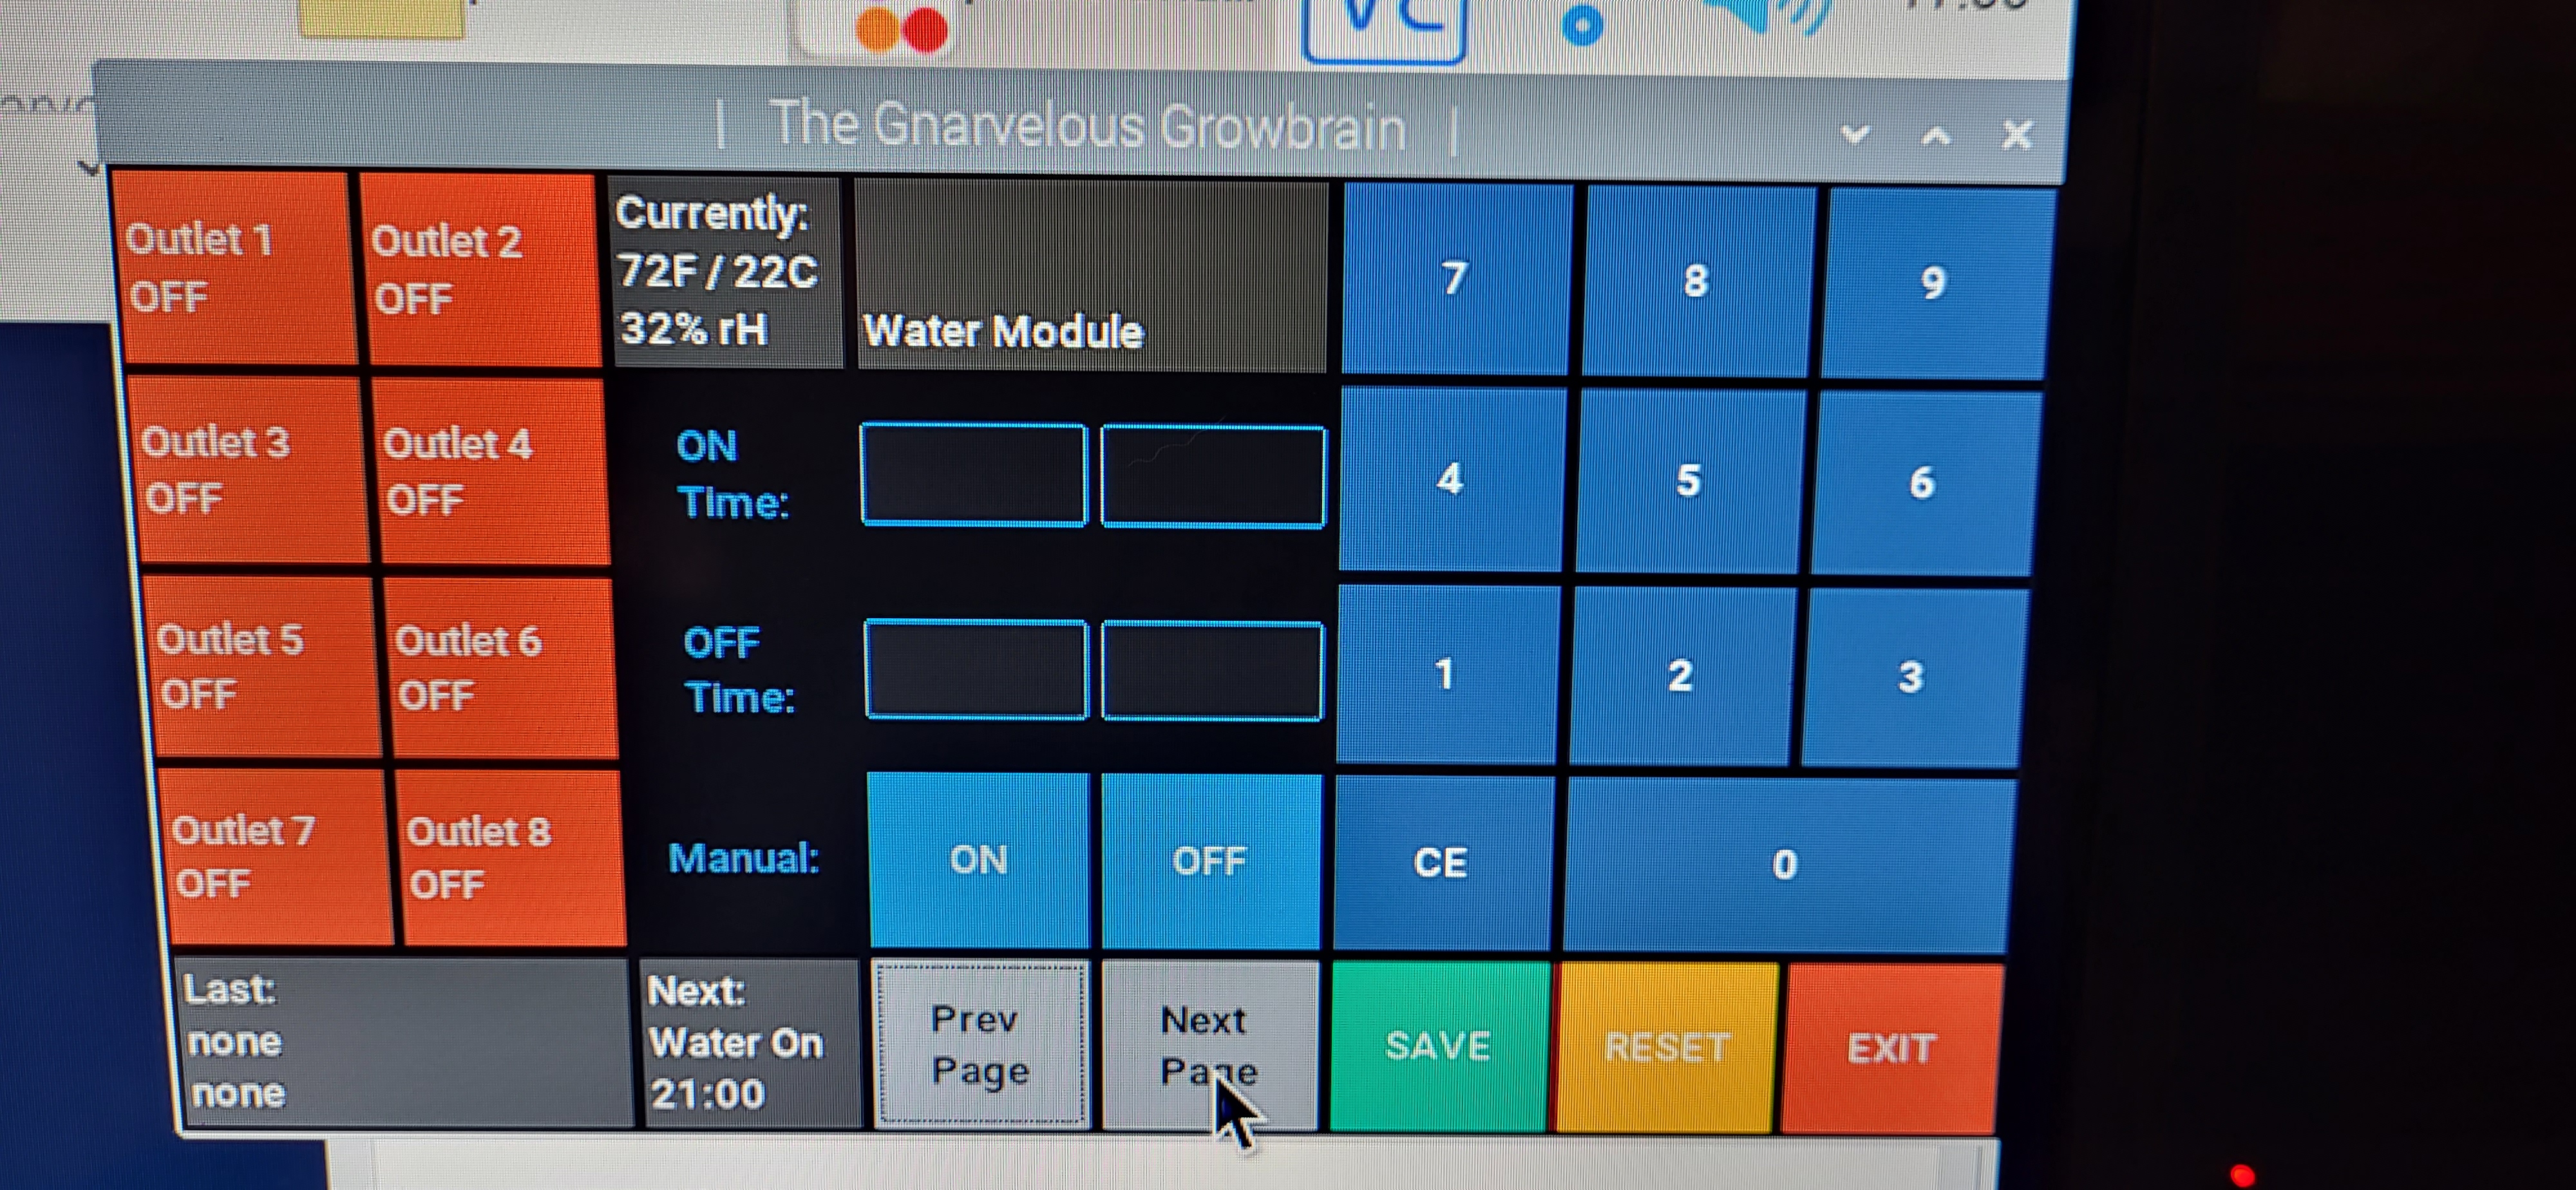 VC
| The Gnarvelous Growbrain |
Outlet 1
OFF
Outlet 2
OFF
Currently:
72F / 22C
32% rH
Water Module
7
8
9
Outlet 3
OFF
Outlet 4
OFF
ON
Time:
4
5
6
Outlet 5
OFF
Outlet 6
OFF
OFF
Time:
1
2
3
Outlet 7
OFF
Outlet 8
OFF
Manual:
ON
OFF
CE
0
Last:
none
none
Next:
Water On
21:00
Prev
Page
Next
Page
SAVE
RESET
EXIT